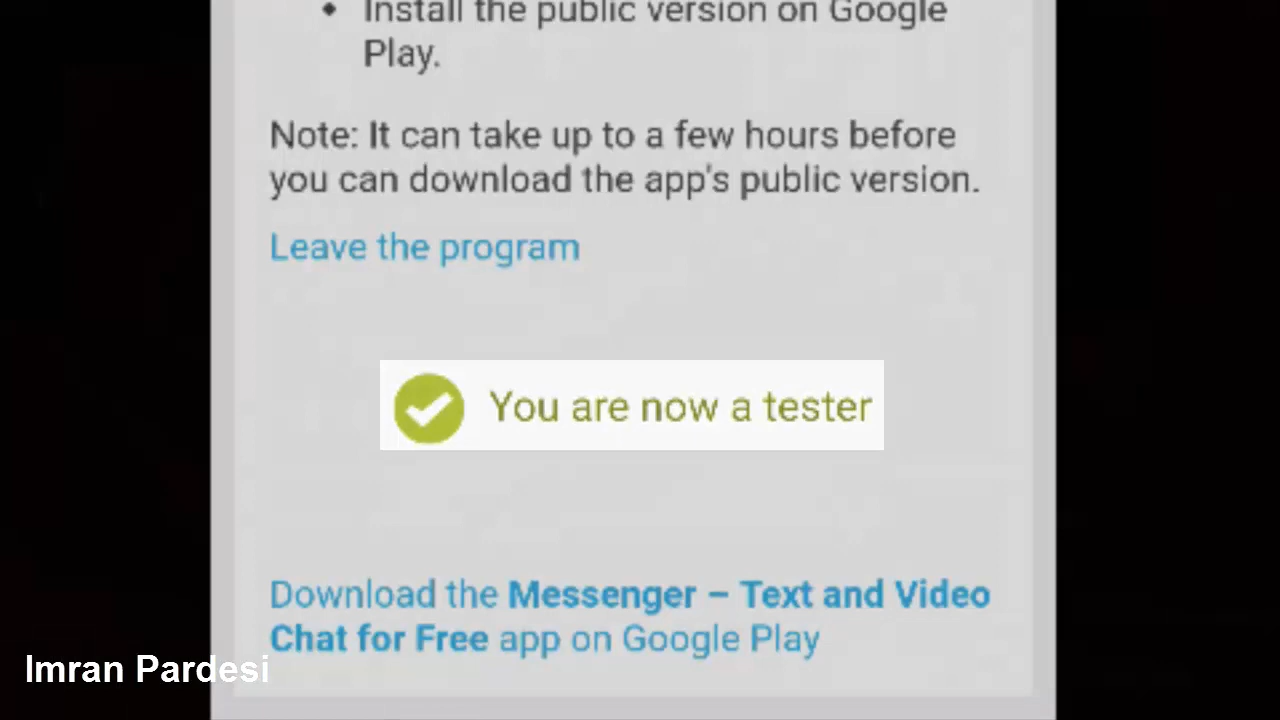 • Install the public version on Google
Play.
Note: It can take up to a few hours before
you can download the app's public version.
Leave the program
You are now a tester
Download the Messenger – Text and Video
Chat for Free app on Google Play
Imran Pardesi